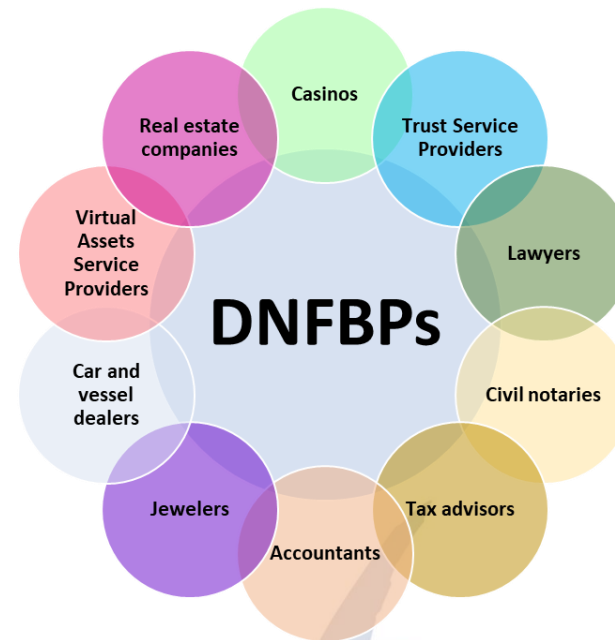 Casinos
Trust Service
Providers
Lawyers
Civil notaries
Tax advisors
Accountants
Jewelers
Car and
vessel
dealers
Virtual
Assets
Service
Providers
Real estate
companies
DNFBPs